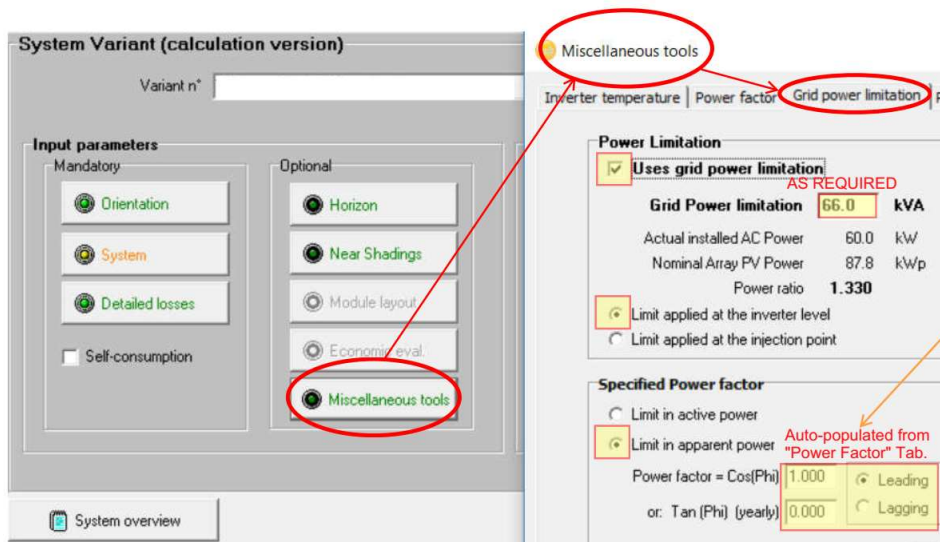 System Variant (calculation version)
Variant n°
Input parameters
Mandatory
Orientation
System
Detailed losses
Self-consumption
Optional
Horizon
Near Shadings
Module layout
Economic eval.
Miscellaneous tools
System overview
Miscellaneous tools
Inverter temperature Power factor Grid power limitation
Power Limitation
Uses grid power limitation
AS REQUIRED
Grid Power limitation 66.0 kVA
Actual installed AC Power 60.0 kW
Nominal Array PV Power 87.8 kWp
Power ratio 1.330
Limit applied at the inverter level
Limit applied at the injection point
Specified Power factor
Limit in active power
Limit in apparent power
Auto-populated from
"Power Factor" Tab.
Power factor = Cos(Phi) 1.000 Leading
or: Tan (Phi) (yearly) 0.000 Lagging